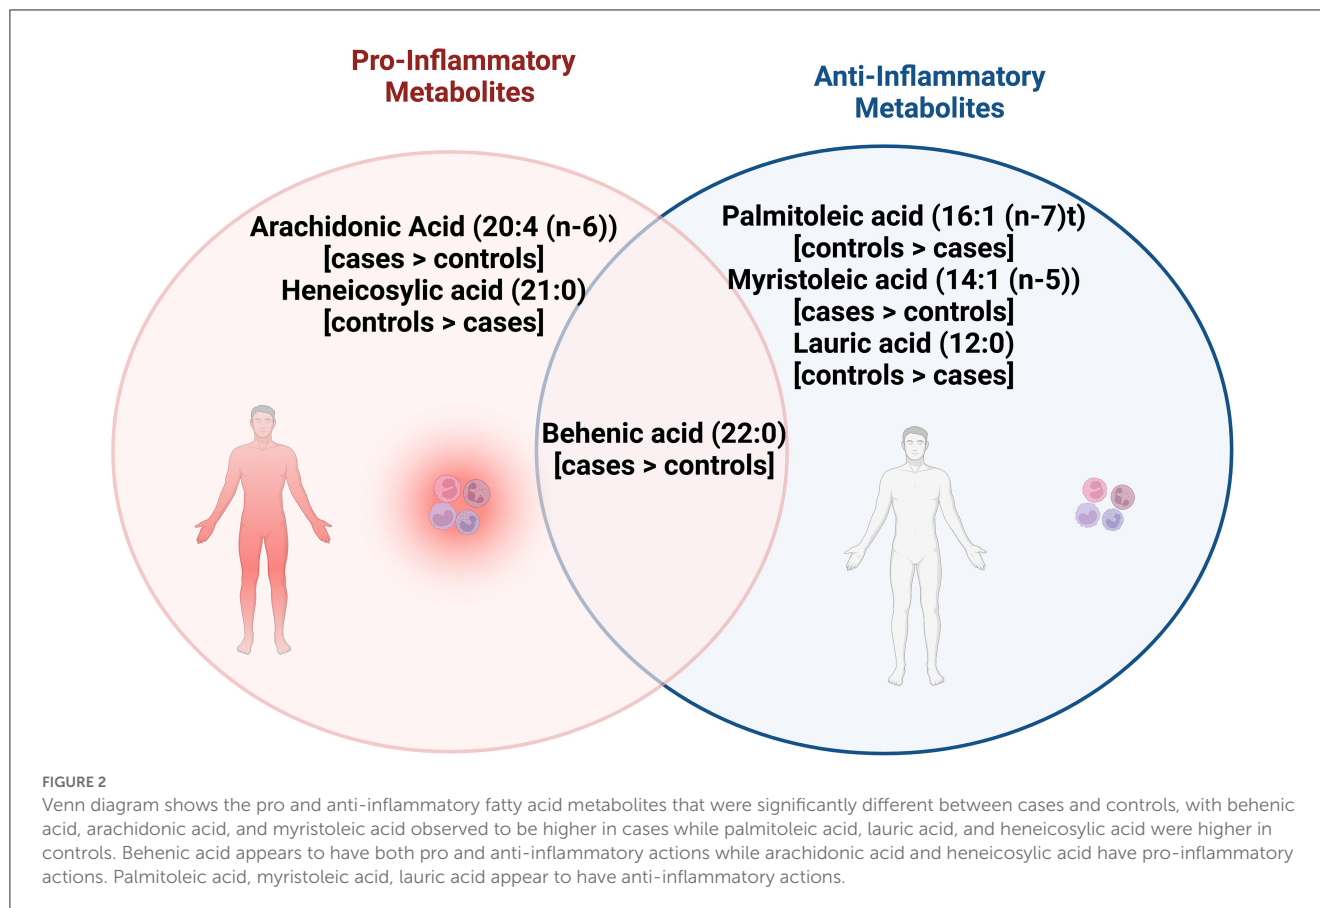 Pro-Inflammatory
Metabolites
Anti-Inflammatory
Metabolites
Arachidonic Acid (20:4 (n-6))
[cases > controls]
Heneicosylic acid (21:0)
[controls > cases]
Palmitoleic acid (16:1 (n-7)t)
[controls > cases]
Myristoleic acid (14:1 (n-5))
[cases > controls]
Lauric acid (12:0)
[controls > cases]
Behenic acid (22:0)
[cases > controls]
FIGURE 2
Venn diagram shows the pro and anti-inflammatory fatty acid metabolites that were significantly different between cases and controls, with behenic
acid, arachidonic acid, and myristoleic acid observed to be higher in cases while palmitoleic acid, lauric acid, and heneicosylic acid were higher in
controls. Behenic acid appears to have both pro and anti-inflammatory actions while arachidonic acid and heneicosylic acid have pro-inflammatory
actions. Palmitoleic acid, myristoleic acid, lauric acid appear to have anti-inflammatory actions.